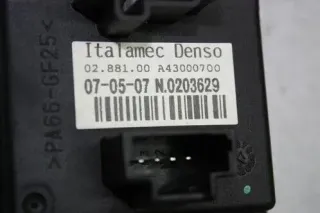 Italamec Denso
02.881.00 A43000700
07-05-07 N.0203629
>PA66-GF25<